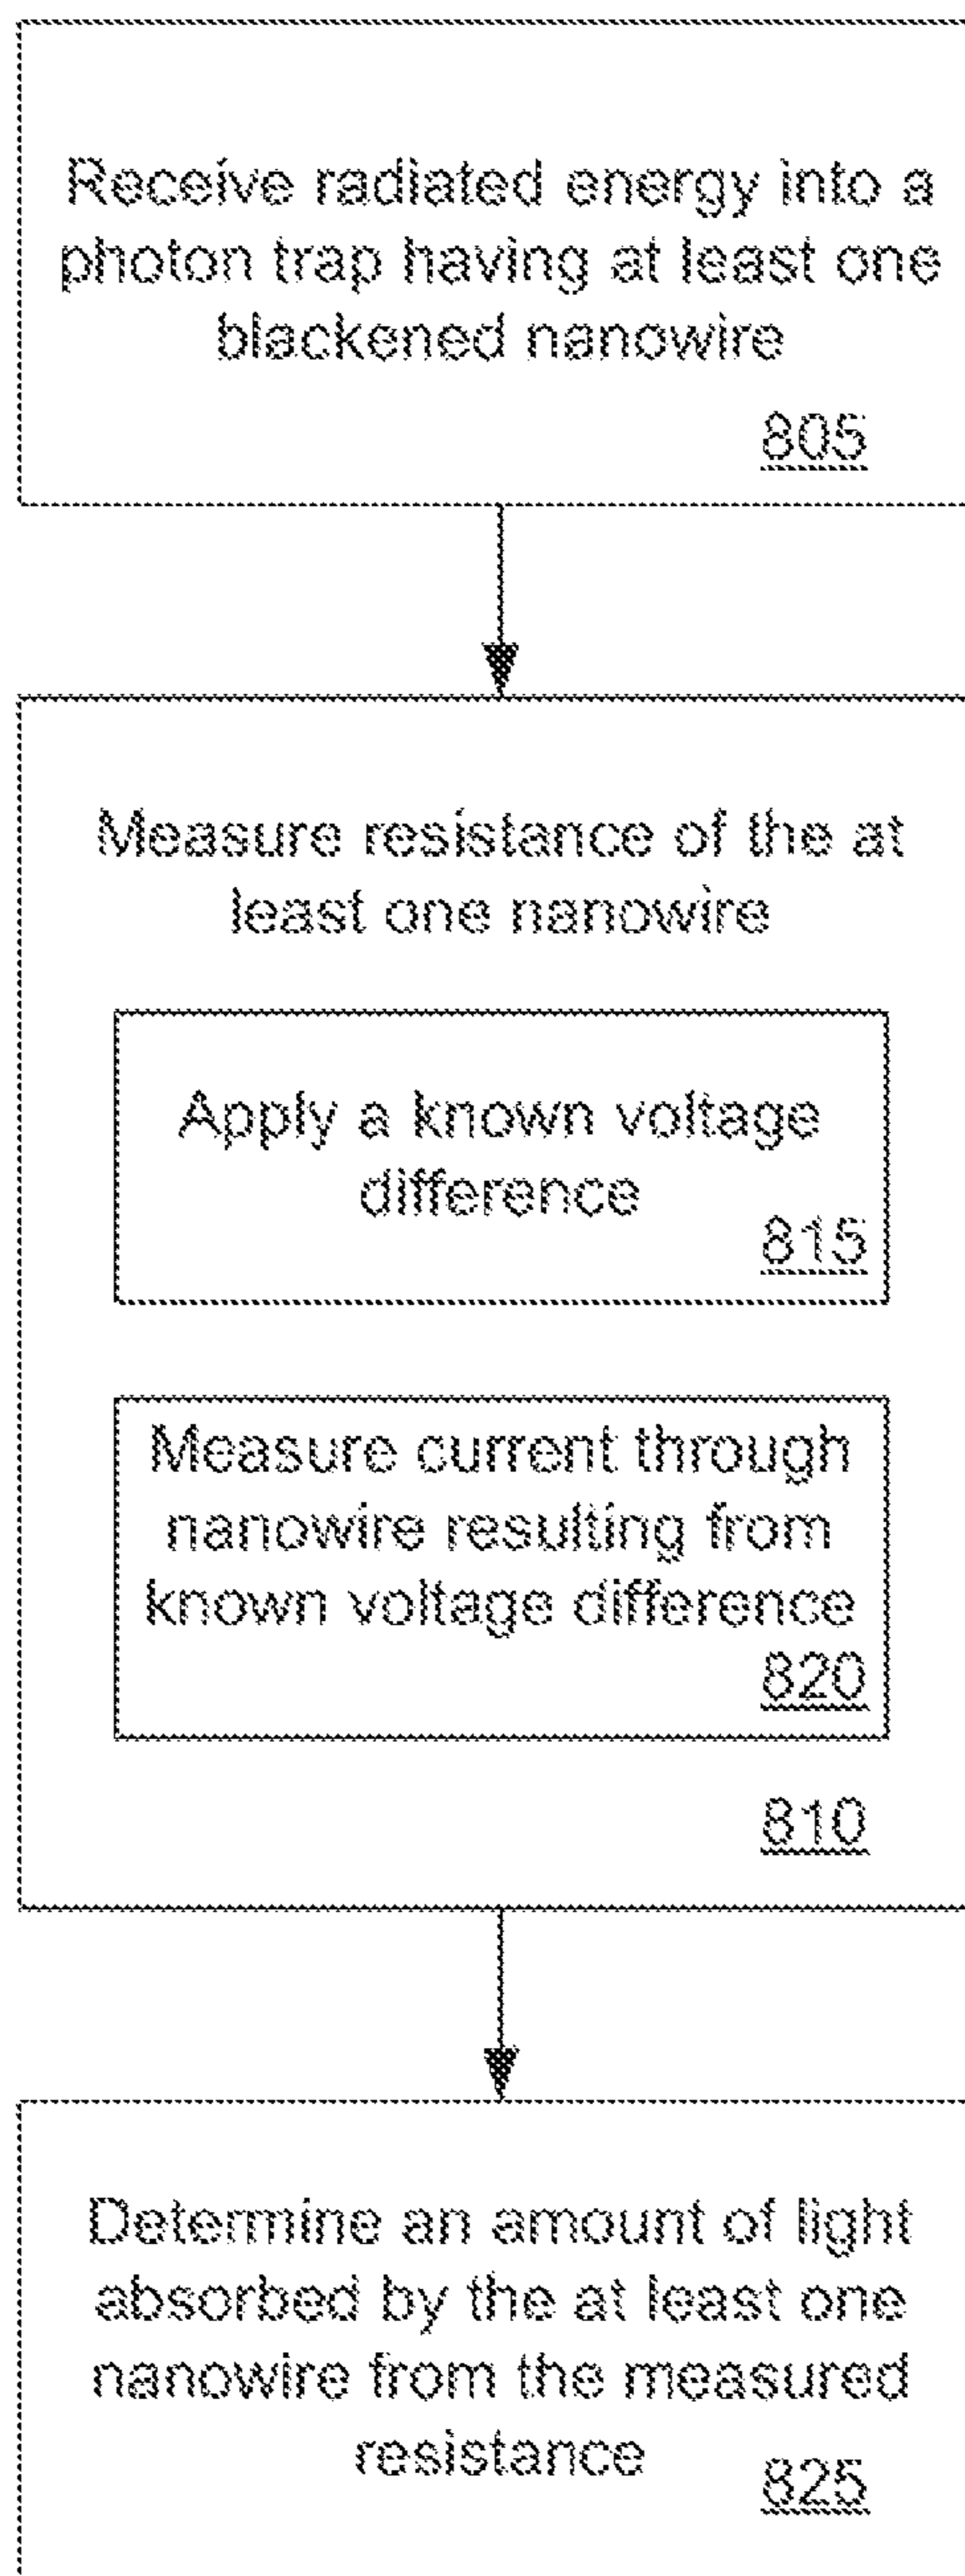 Receive radiated energy into a
photon trap having at least one
blackened nanowire
805
Measure resistance of the at
least one nanowire
Apply a known voltage
difference
815
Measure current through
nanowire resulting from
known voltage difference
820
810
Determine an amount of light
absorbed by the at least one
nanowire from the measured
resistance
825